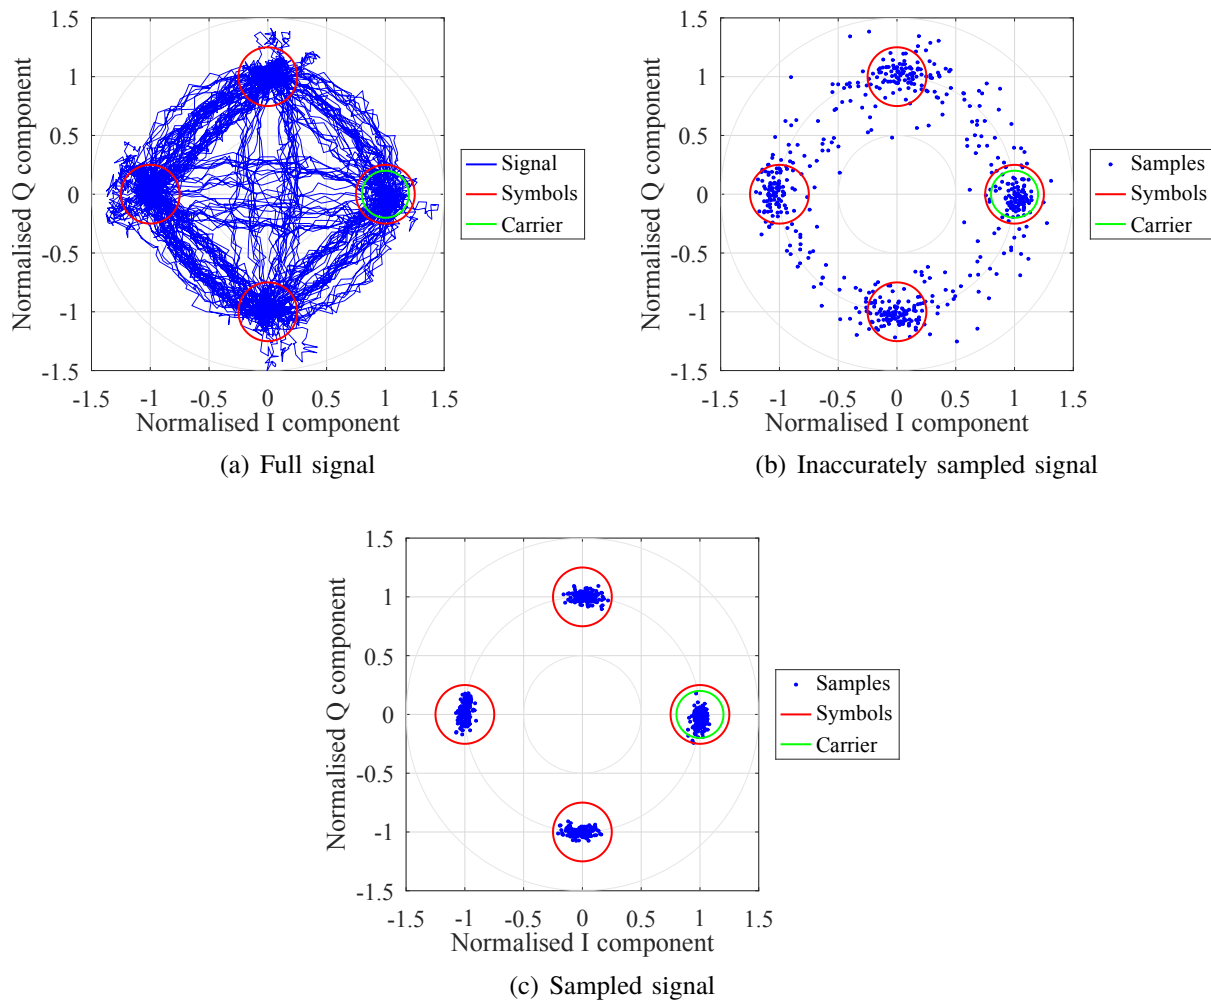 1.5
1
0.5
0
-0.5
-1
-1.5
Normalised Q component
-1.5 -1 -0.5 0 0.5 1 1.5
Normalised I component
Signal
Symbols
Carrier
(a) Full signal
1.5
1
0.5
0
-0.5
-1
-1.5
Normalised Q component
-1.5 -1 -0.5 0 0.5 1 1.5
Normalised I component
Samples
Symbols
Carrier
(b) Inaccurately sampled signal
1.5
1
0.5
0
-0.5
-1
-1.5
Normalised Q component
-1.5 -1 -0.5 0 0.5 1 1.5
Normalised I component
Samples
Symbols
Carrier
(c) Sampled signal